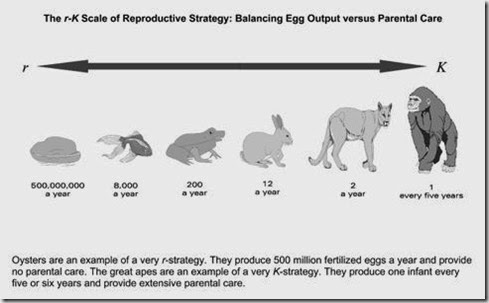 The r-K Scale of Reproductive Strategy: Balancing Egg Output versus Parental Care
r K
500,000,000 8,000 200 12 2 1
a year a year a year a year a year every five years
Oysters are an example of a very r-strategy. They produce 500 million fertilized eggs a year and provide
no parental care. The great apes are an example of a very K-strategy. They produce one infant every
five or six years and provide extensive parental care.